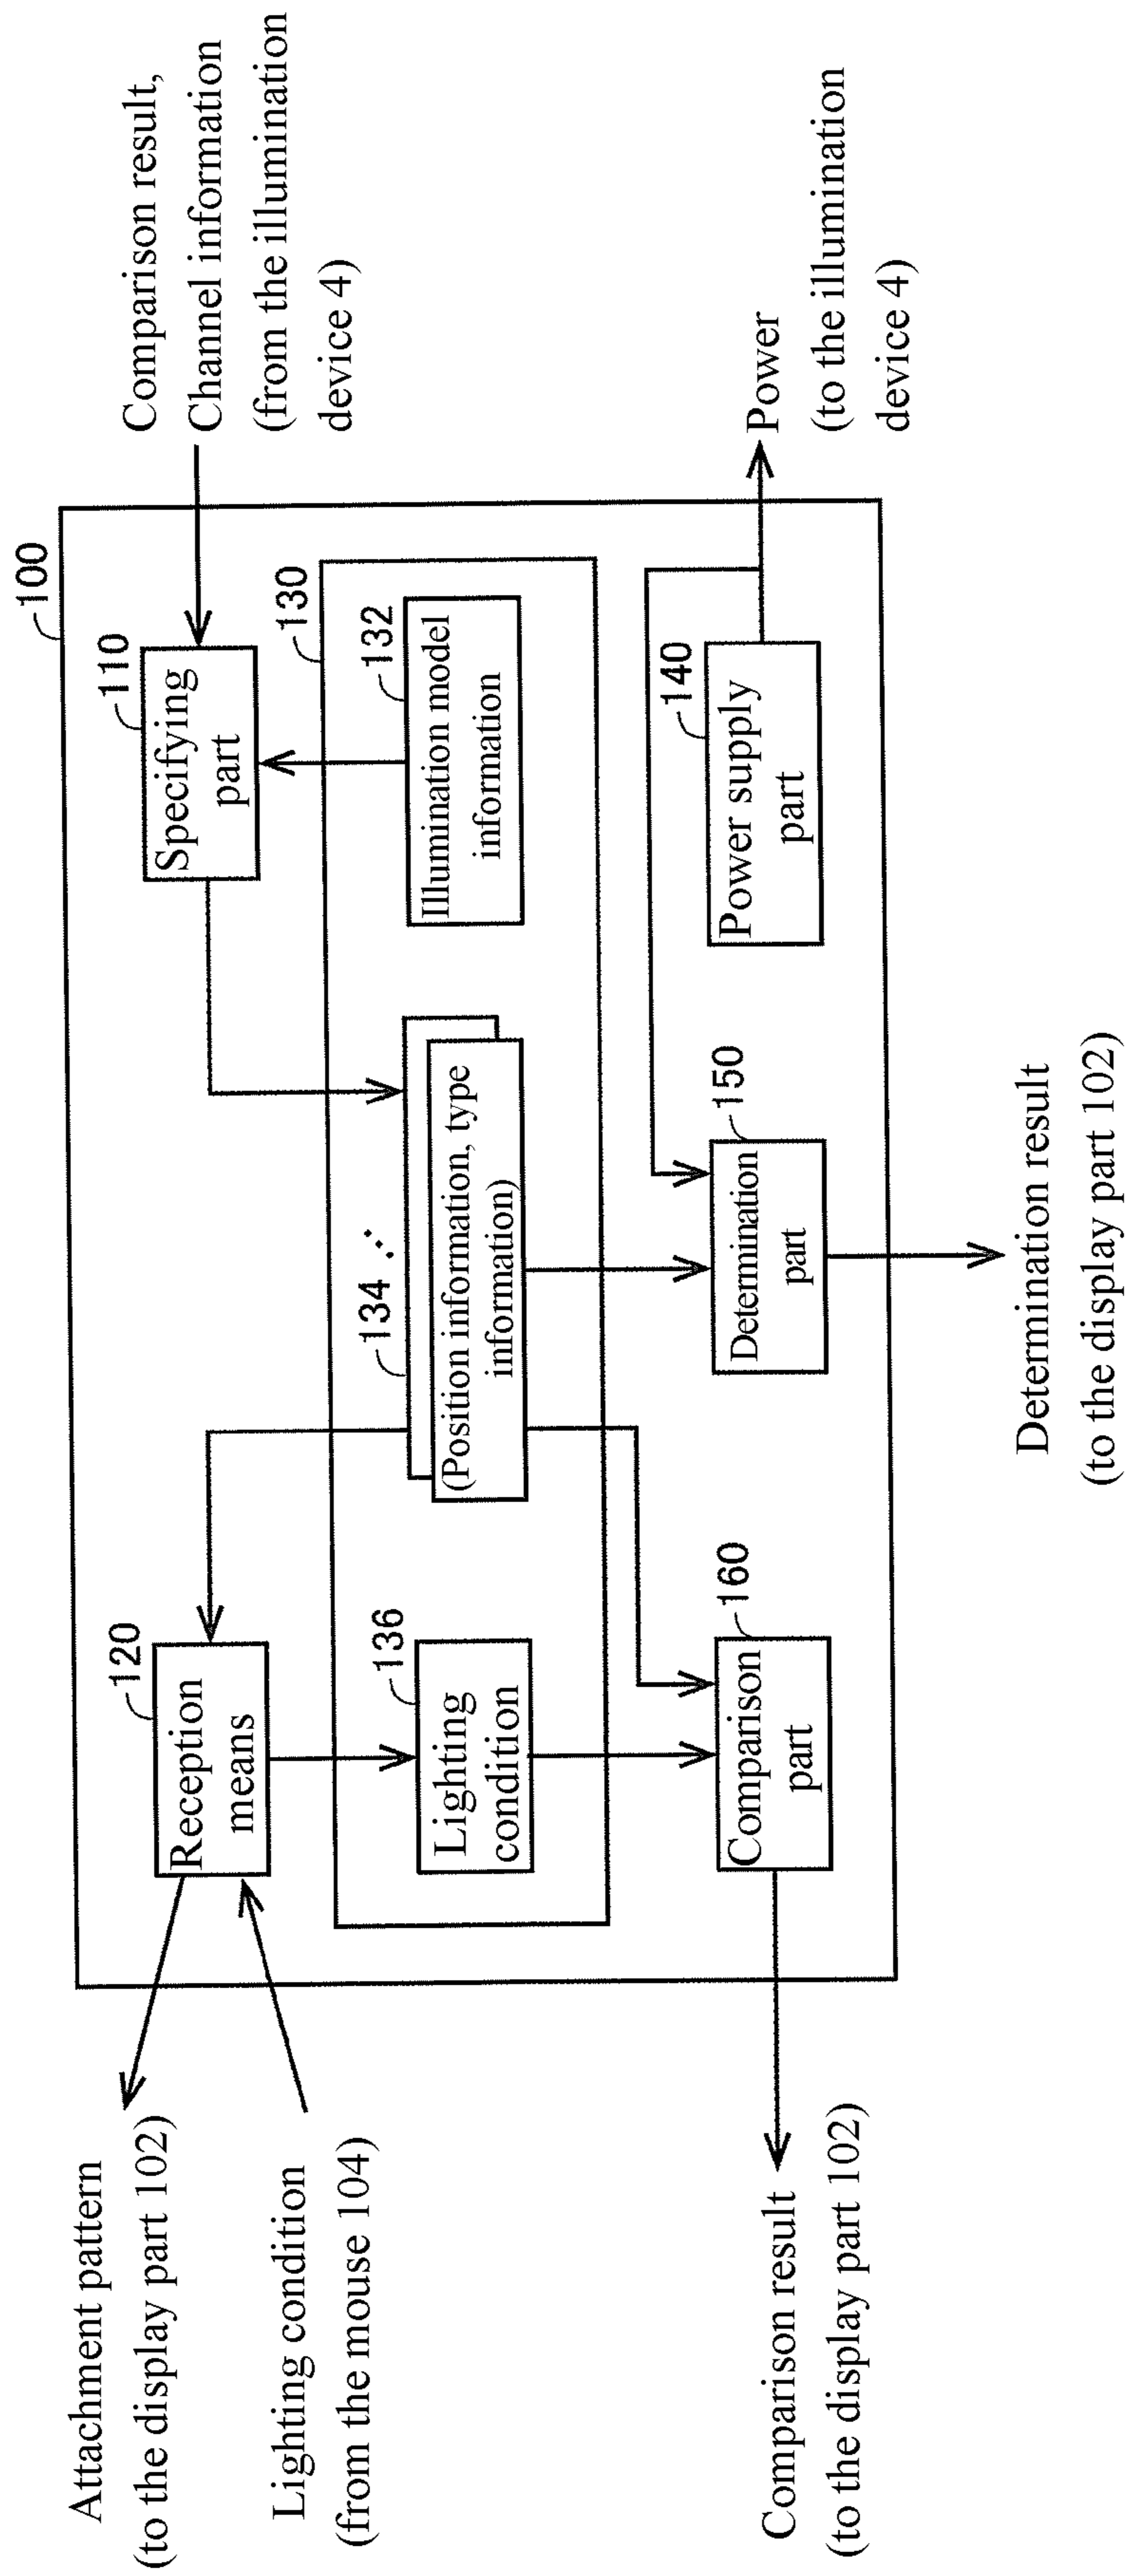 100
Attachment pattern
(to the display part 102)
Lighting condition
(from the mouse 104)
120
Reception
means
110
Specifying
part
Comparison result,
Channel information
(from the illumination
device 4)
130
136
Lighting
condition
134 ⋰
(Position information, type
information)
132
Illumination model
information
160
Comparison
part
150
Determination
part
140
Power supply
part
Power
(to the illumination
device 4)
Comparison result
(to the display part 102)
Determination result
(to the display part 102)